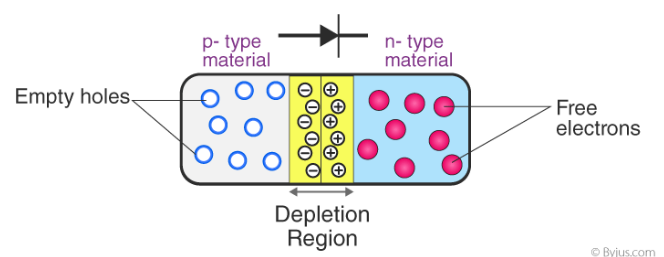 p- type
material
n- type
material
Empty holes
Free
electrons
Depletion
Region
© Byjus.com